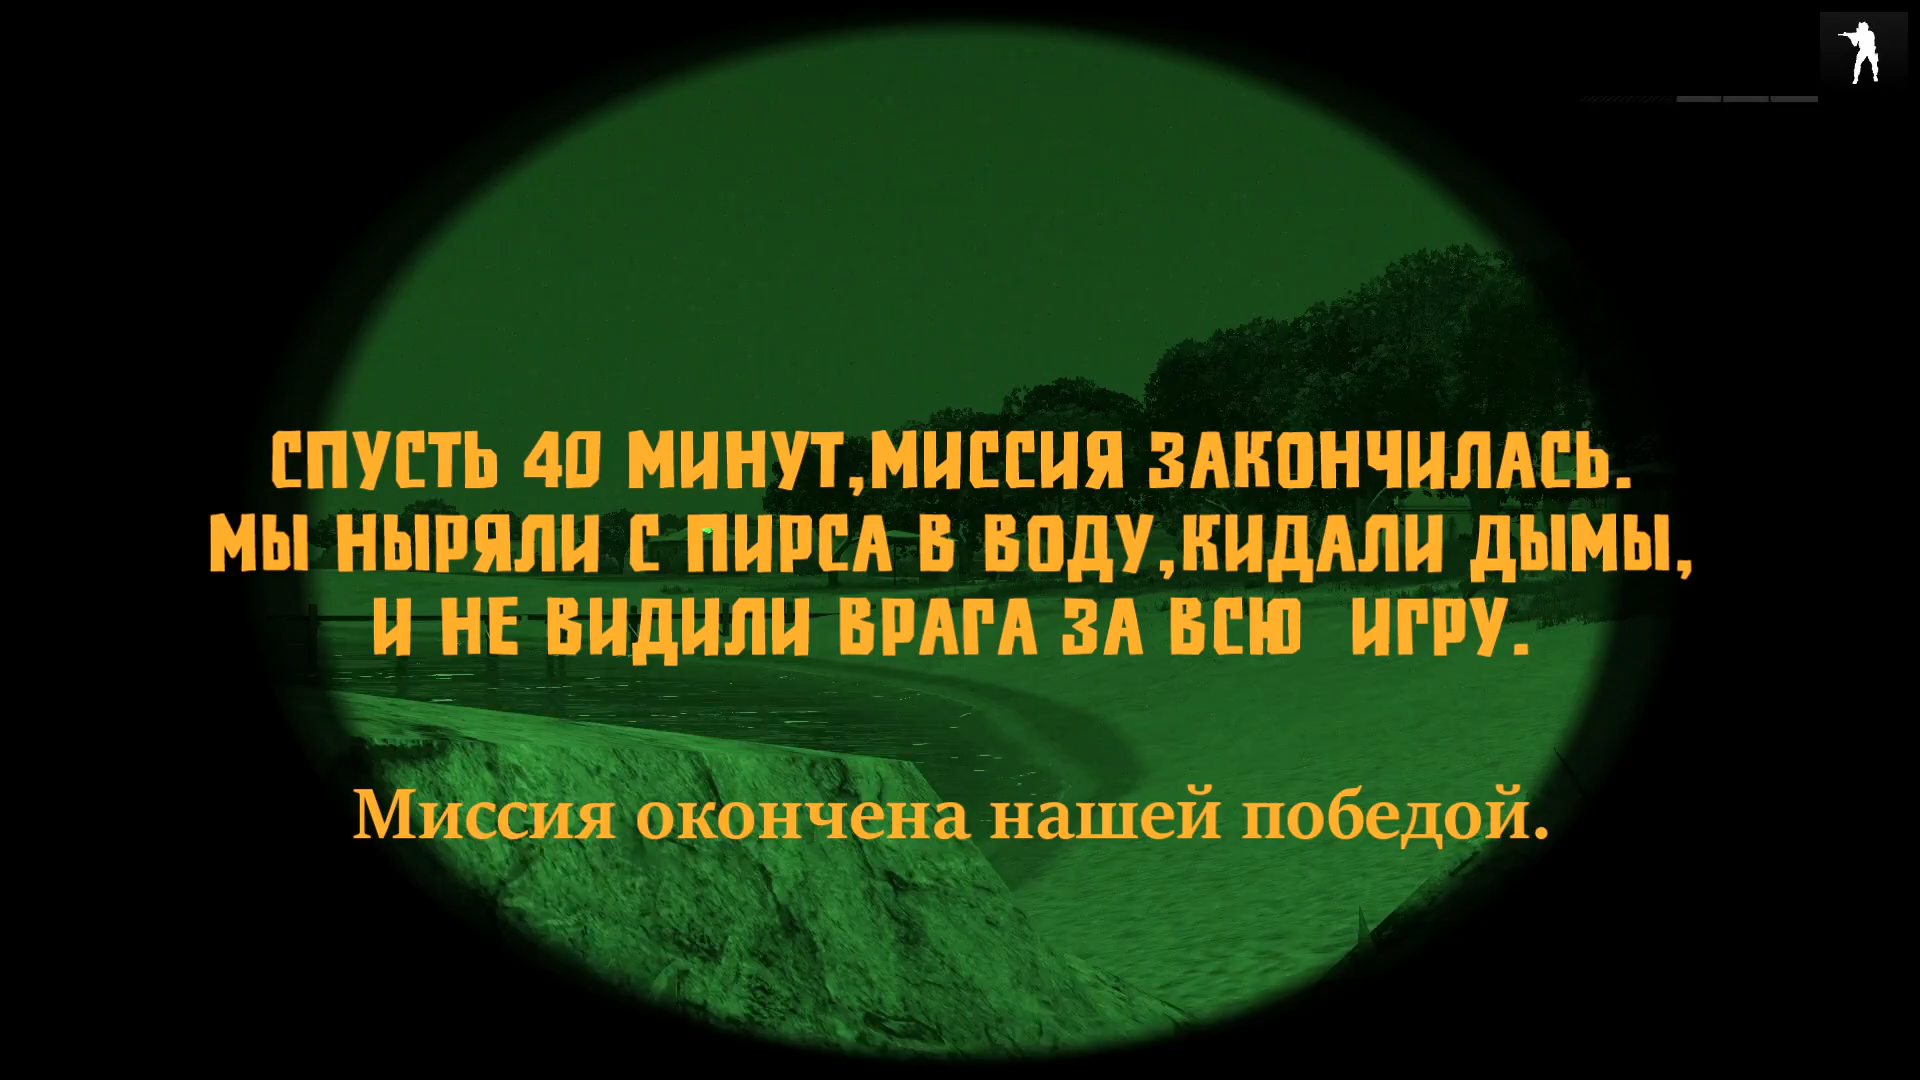 СПУСТЬ 40 МИНУТ,МИССИЯ ЗАКОНЧИЛАСЬ.
МЫ НЫРЯЛИ С ПИРСА В ВОДУ,КИДАЛИ ДЫМЫ,
И НЕ ВИДИЛИ ВРАГА ЗА ВСЮ  ИГРУ.
Миссия окончена нашей победой.